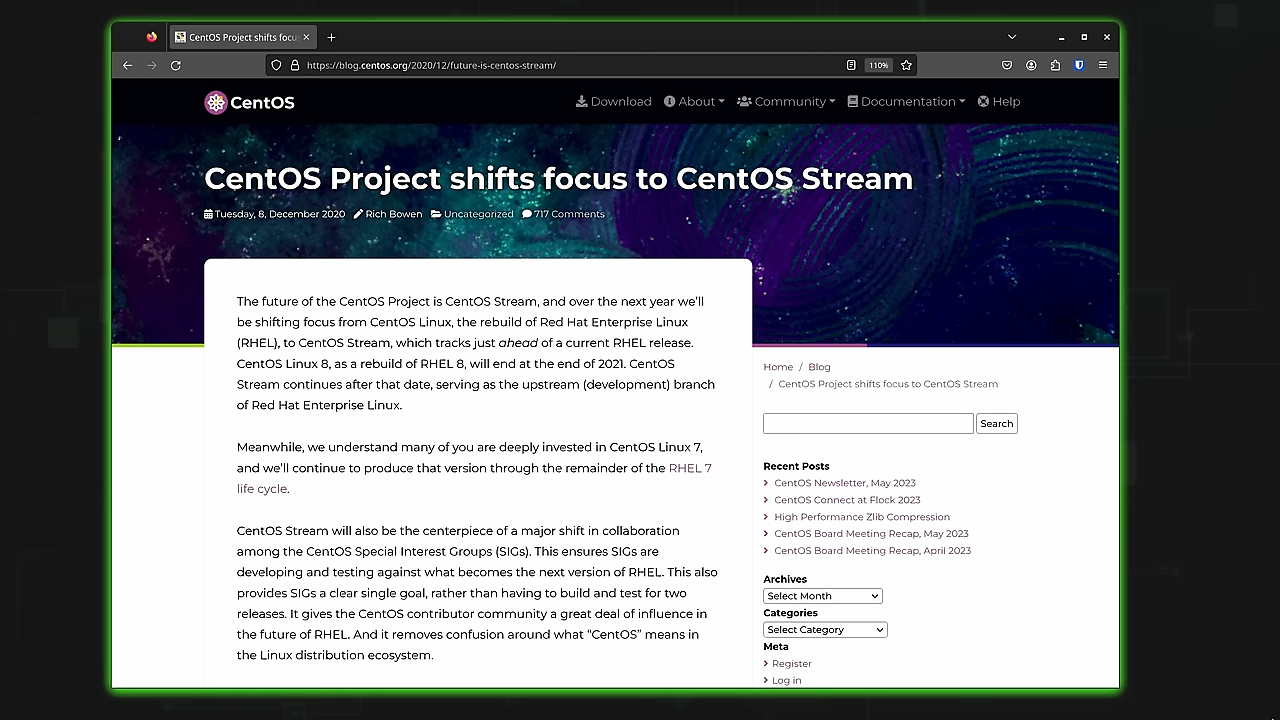 CentOS Project shifts focu
https://blog.centos.org/2020/12/future-is-centos-stream/
110%
CentOS
Download
About
Community
Documentation
Help
CentOS Project shifts focus to CentOS Stream
Tuesday, 8, December 2020 Rich Bowen Uncategorized 717 Comments
The future of the CentOS Project is CentOS Stream, and over the next year we'll
be shifting focus from CentOS Linux, the rebuild of Red Hat Enterprise Linux
(RHEL), to CentOS Stream, which tracks just ahead of a current RHEL release.
CentOS Linux 8, as a rebuild of RHEL 8, will end at the end of 2021. CentOS
Stream continues after that date, serving as the upstream (development) branch
of Red Hat Enterprise Linux.
Meanwhile, we understand many of you are deeply invested in CentOS Linux 7,
and we'll continue to produce that version through the remainder of the RHEL 7
life cycle.
CentOS Stream will also be the centerpiece of a major shift in collaboration
among the CentOS Special Interest Groups (SIGs). This ensures SIGs are
developing and testing against what becomes the next version of RHEL. This also
provides SIGs a clear single goal, rather than having to build and test for two
releases. It gives the CentOS contributor community a great deal of influence in
the future of RHEL. And it removes confusion around what "CentOS" means in
the Linux distribution ecosystem.
Home / Blog
/ CentOS Project shifts focus to CentOS Stream
Search
Recent Posts
CentOS Newsletter, May 2023
CentOS Connect at Flock 2023
High Performance Zlib Compression
CentOS Board Meeting Recap, May 2023
CentOS Board Meeting Recap, April 2023
Archives
Select Month
Categories
Select Category
Meta
Register
Log in